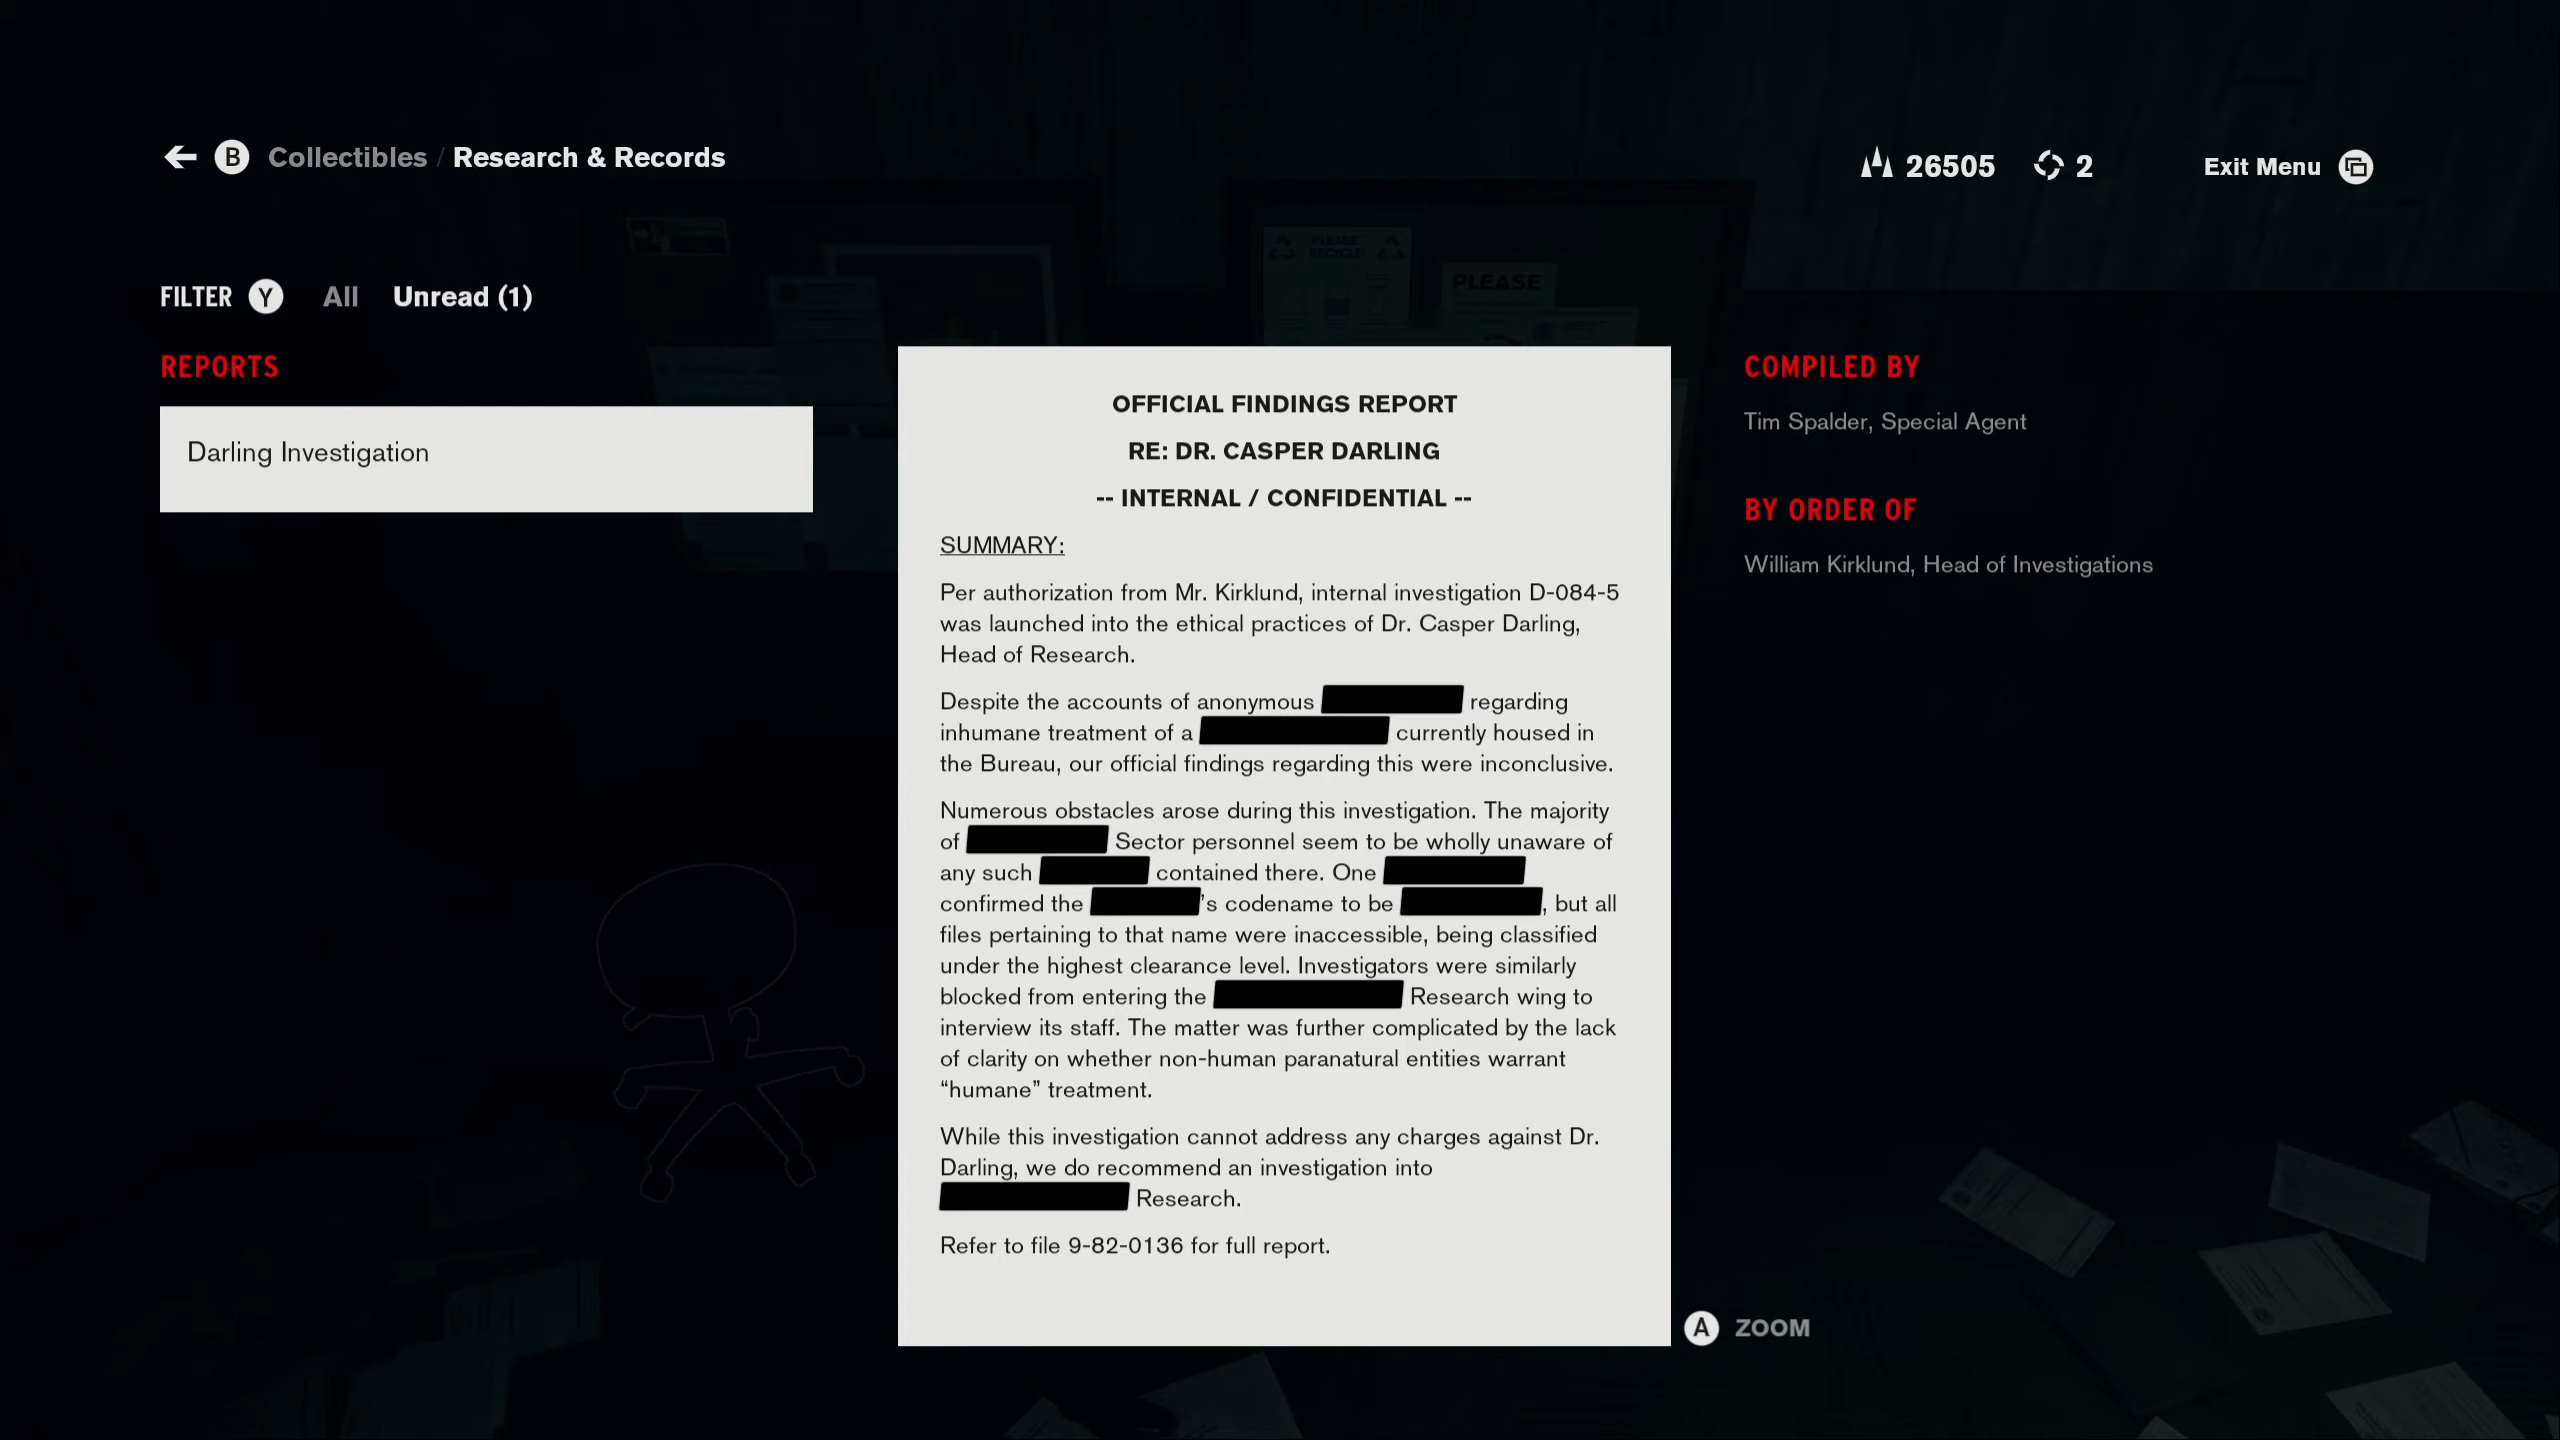 B Collectibles / Research & Records
26505 2 Exit Menu
FILTER Y All Unread (1)
PLEASE RECYCLE!
PLEASE
REPORTS
Darling Investigation
OFFICIAL FINDINGS REPORT
RE: DR. CASPER DARLING
-- INTERNAL / CONFIDENTIAL --
SUMMARY:
Per authorization from Mr. Kirklund, internal investigation D-084-5
was launched into the ethical practices of Dr. Casper Darling,
Head of Research.
Despite the accounts of anonymous regarding
inhumane treatment of a currently housed in
the Bureau, our official findings regarding this were inconclusive.
Numerous obstacles arose during this investigation. The majority
of Sector personnel seem to be wholly unaware of
any such contained there. One
confirmed the 's codename to be , but all
files pertaining to that name were inaccessible, being classified
under the highest clearance level. Investigators were similarly
blocked from entering the Research wing to
interview its staff. The matter was further complicated by the lack
of clarity on whether non-human paranatural entities warrant
“humane” treatment.
While this investigation cannot address any charges against Dr.
Darling, we do recommend an investigation into
Research.
Refer to file 9-82-0136 for full report.
COMPILED BY
Tim Spalder, Special Agent
BY ORDER OF
William Kirklund, Head of Investigations
A ZOOM